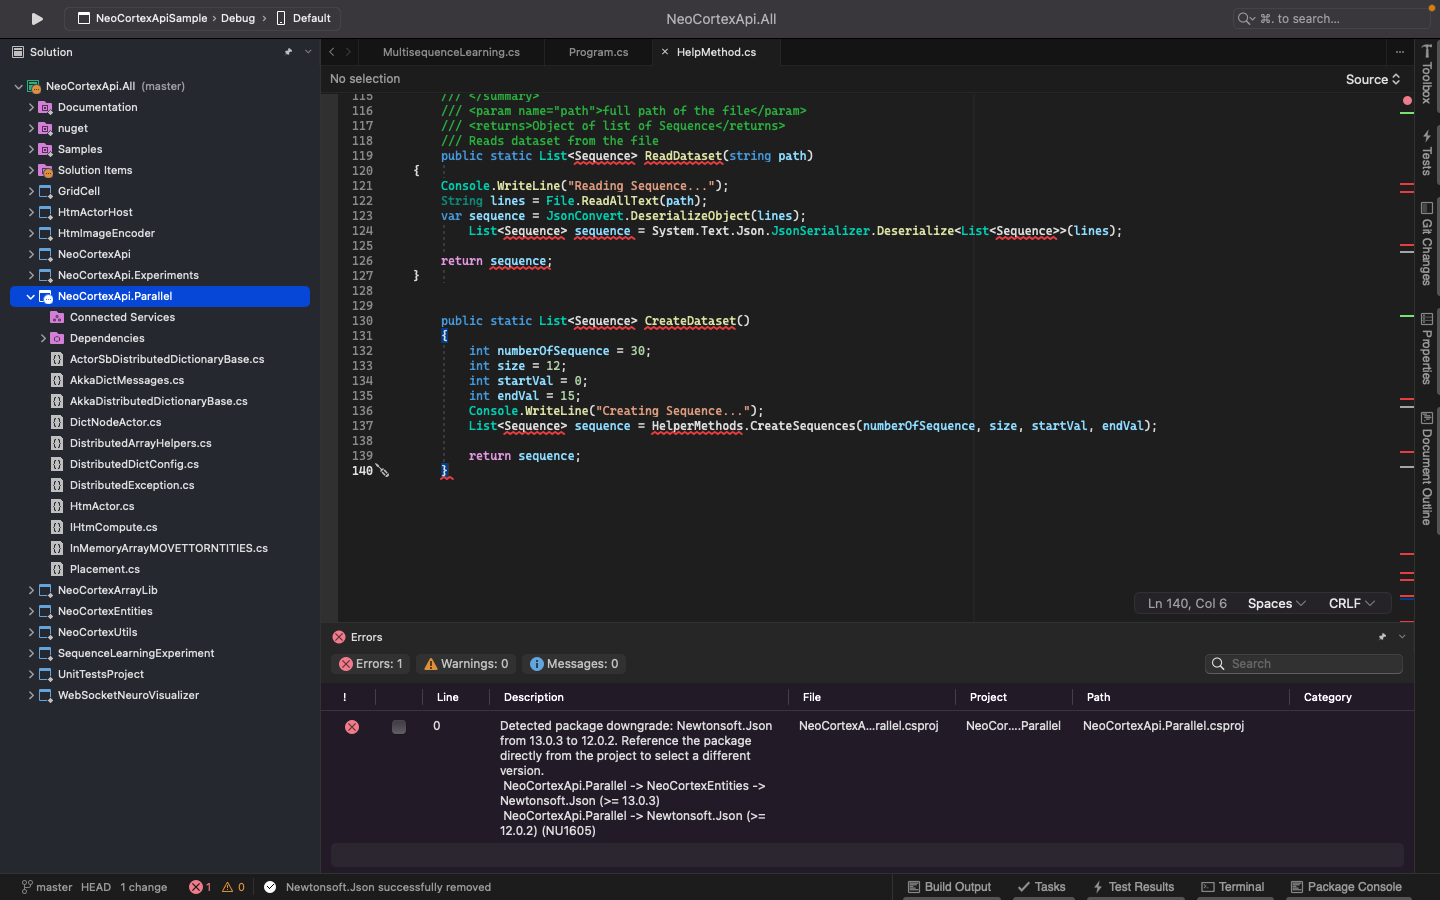 NeoCortexApiSample › Debug › Default
NeoCortexApi.All
⌘. to search...
Solution
NeoCortexApi.All (master)
Documentation
nuget
Samples
Solution Items
GridCell
HtmActorHost
HtmImageEncoder
NeoCortexApi
NeoCortexApi.Experiments
NeoCortexApi.Parallel
Connected Services
Dependencies
ActorSbDistributedDictionaryBase.cs
AkkaDictMessages.cs
AkkaDistributedDictionaryBase.cs
DictNodeActor.cs
DistributedArrayHelpers.cs
DistributedDictConfig.cs
DistributedException.cs
HtmActor.cs
IHtmCompute.cs
InMemoryArrayMOVETTORNTITIES.cs
Placement.cs
NeoCortexArrayLib
NeoCortexEntities
NeoCortexUtils
SequenceLearningExperiment
UnitTestsProject
WebSocketNeuroVisualizer
MultisequenceLearning.cs
Program.cs
× HelpMethod.cs
No selection
Source
115 /// </summary>
116 /// <param name="path">full path of the file</param>
117 /// <returns>Object of list of Sequence</returns>
118 /// Reads dataset from the file
119 public static List<Sequence> ReadDataset(string path)
120 {
121 Console.WriteLine("Reading Sequence...");
122 String lines = File.ReadAllText(path);
123 var sequence = JsonConvert.DeserializeObject(lines);
124 List<Sequence> sequence = System.Text.Json.JsonSerializer.Deserialize<List<Sequence>>(lines);
125
126 return sequence;
127 }
128
129
130 public static List<Sequence> CreateDataset()
131 {
132 int numberOfSequence = 30;
133 int size = 12;
134 int startVal = 0;
135 int endVal = 15;
136 Console.WriteLine("Creating Sequence...");
137 List<Sequence> sequence = HelperMethods.CreateSequences(numberOfSequence, size, startVal, endVal);
138
139 return sequence;
140 }
Ln 140, Col 6 Spaces CRLF
Toolbox
Tests
Git Changes
Properties
Document Outline
Errors
Errors: 1
Warnings: 0
Messages: 0
Search
! Line Description File Project Path Category
0
Detected package downgrade: Newtonsoft.Json
from 13.0.3 to 12.0.2. Reference the package
directly from the project to select a different
version.
NeoCortexApi.Parallel -> NeoCortexEntities ->
Newtonsoft.Json (>= 13.0.3)
NeoCortexApi.Parallel -> Newtonsoft.Json (>=
12.0.2) (NU1605)
NeoCortexA...rallel.csproj
NeoCor....Parallel
NeoCortexApi.Parallel.csproj
master HEAD 1 change
1
0
Newtonsoft.Json successfully removed
Build Output
Tasks
Test Results
Terminal
Package Console